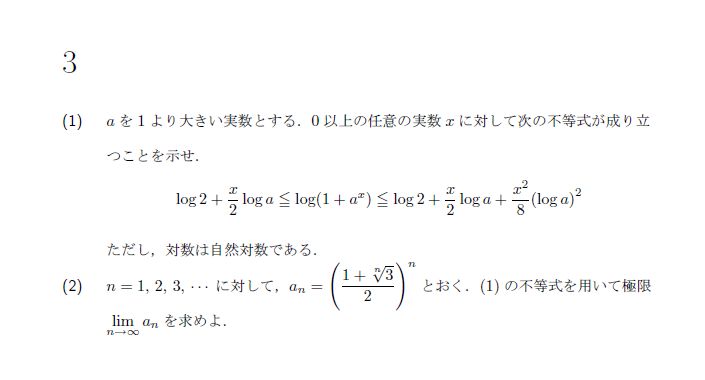 3
(1) a を 1 より大きい実数とする．0 以上の任意の実数 x に対して次の不等式が成り立
つことを示せ．
log 2 + \frac{x}{2} log a ≦ log(1 + a^x) ≦ log 2 + \frac{x}{2} log a + \frac{x^2}{8}(log a)^2
ただし，対数は自然対数である．
(2) n = 1, 2, 3, ⋯ に対して，a_n = \left(\frac{1 + \sqrt[n]{3}}{2}\right)^n とおく．(1) の不等式を用いて極限
\lim_{n→∞} a_n を求めよ．